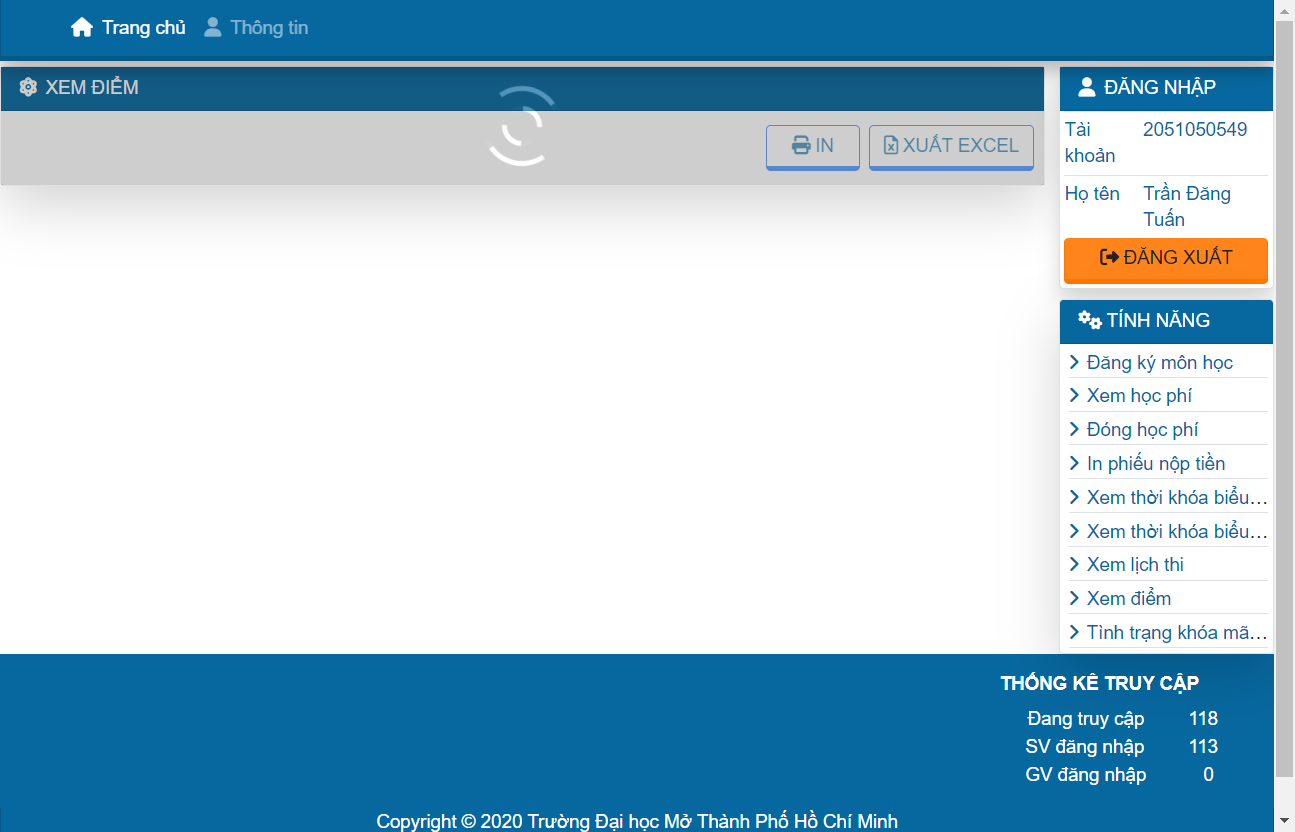 Trang chủ Thông tin
XEM ĐIỂM
IN XUẤT EXCEL
ĐĂNG NHẬP
Tài khoản 2051050549
Họ tên Trần Đăng Tuấn
ĐĂNG XUẤT
TÍNH NĂNG
Đăng ký môn học
Xem học phí
Đóng học phí
In phiếu nộp tiền
Xem thời khóa biểu...
Xem thời khóa biểu...
Xem lịch thi
Xem điểm
Tình trạng khóa mã...
THỐNG KÊ TRUY CẬP
Đang truy cập 118
SV đăng nhập 113
GV đăng nhập 0
Copyright © 2020 Trường Đại học Mở Thành Phố Hồ Chí Minh